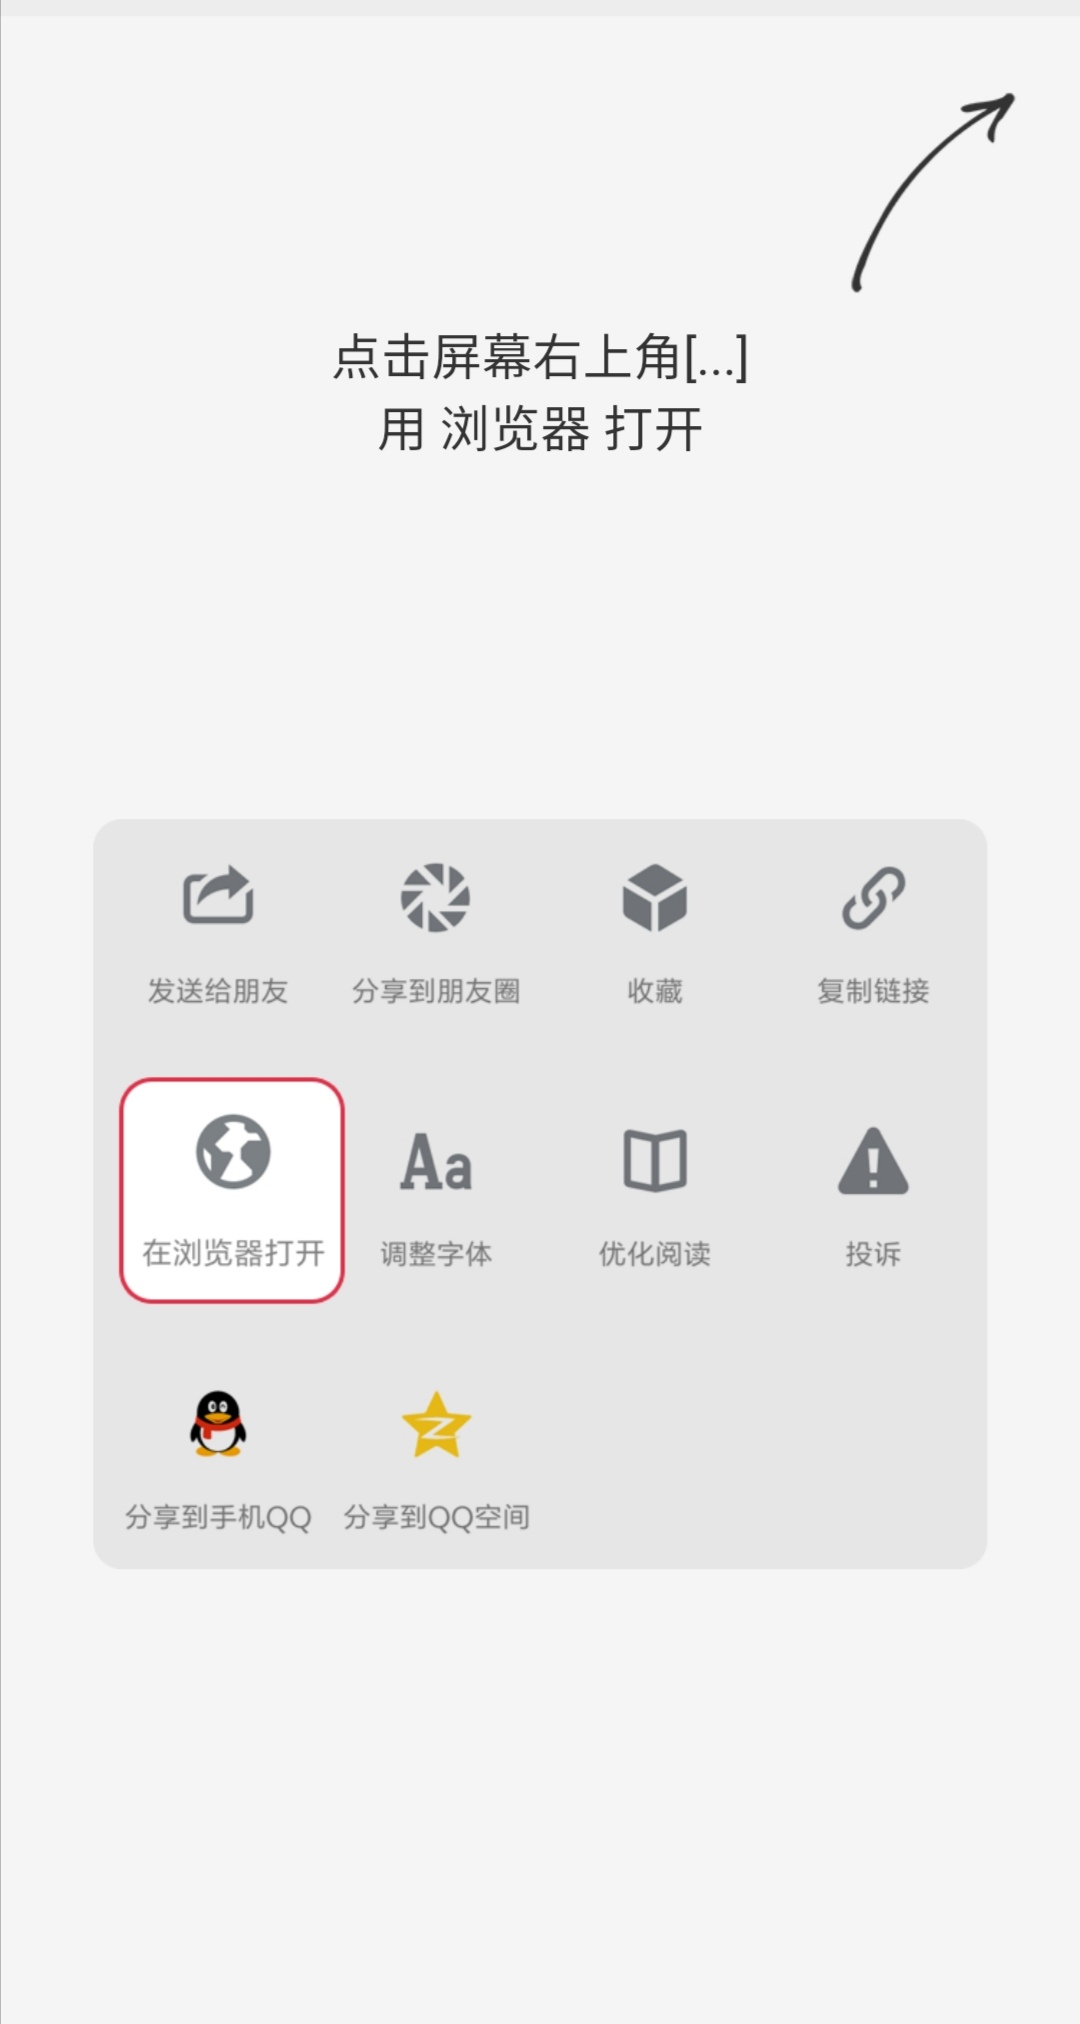 点击屏幕右上角[...]
用 浏览器 打开
发送给朋友 分享到朋友圈 收藏 复制链接
在浏览器打开 Aa 调整字体 优化阅读 投诉
分享到手机QQ 分享到QQ空间